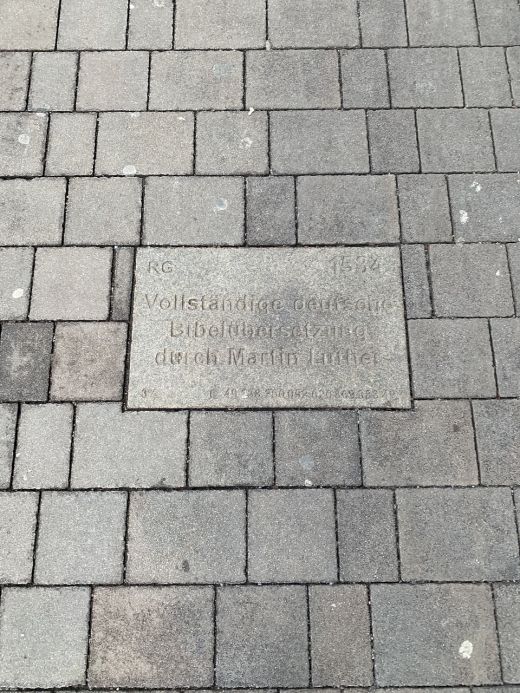 RG 1534
Vollständige deutsche
Bibelübersetzung
durch Martin Luther